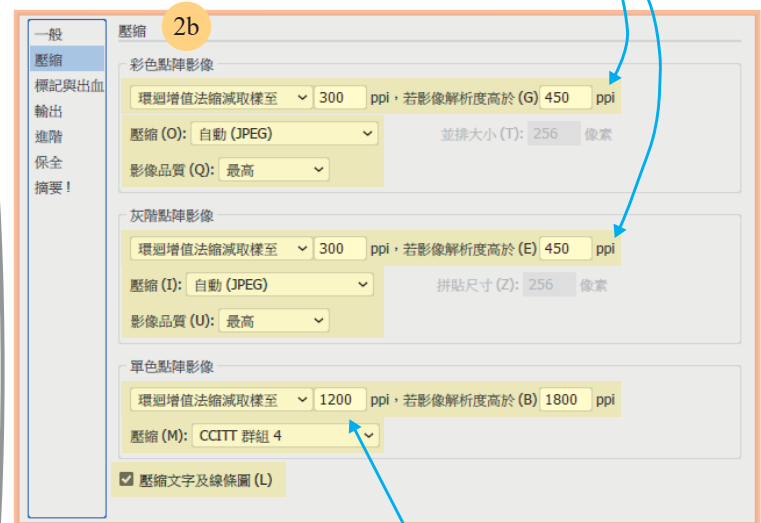 2b
一般
壓縮
標記與出血
輸出
進階
保全
摘要!
壓縮
彩色點陣影像
環迴增值法縮減取樣至 300 ppi,若影像解析度高於 (G) 450 ppi
壓縮 (O): 自動 (JPEG) 並排大小 (T): 256 像素
影像品質 (Q): 最高
灰階點陣影像
環迴增值法縮減取樣至 300 ppi,若影像解析度高於 (E) 450 ppi
壓縮 (I): 自動 (JPEG) 拼貼尺寸 (Z): 256 像素
影像品質 (U): 最高
單色點陣影像
環迴增值法縮減取樣至 1200 ppi,若影像解析度高於 (B) 1800 ppi
壓縮 (M): CCITT 群組 4
壓縮文字及線條圖 (L)